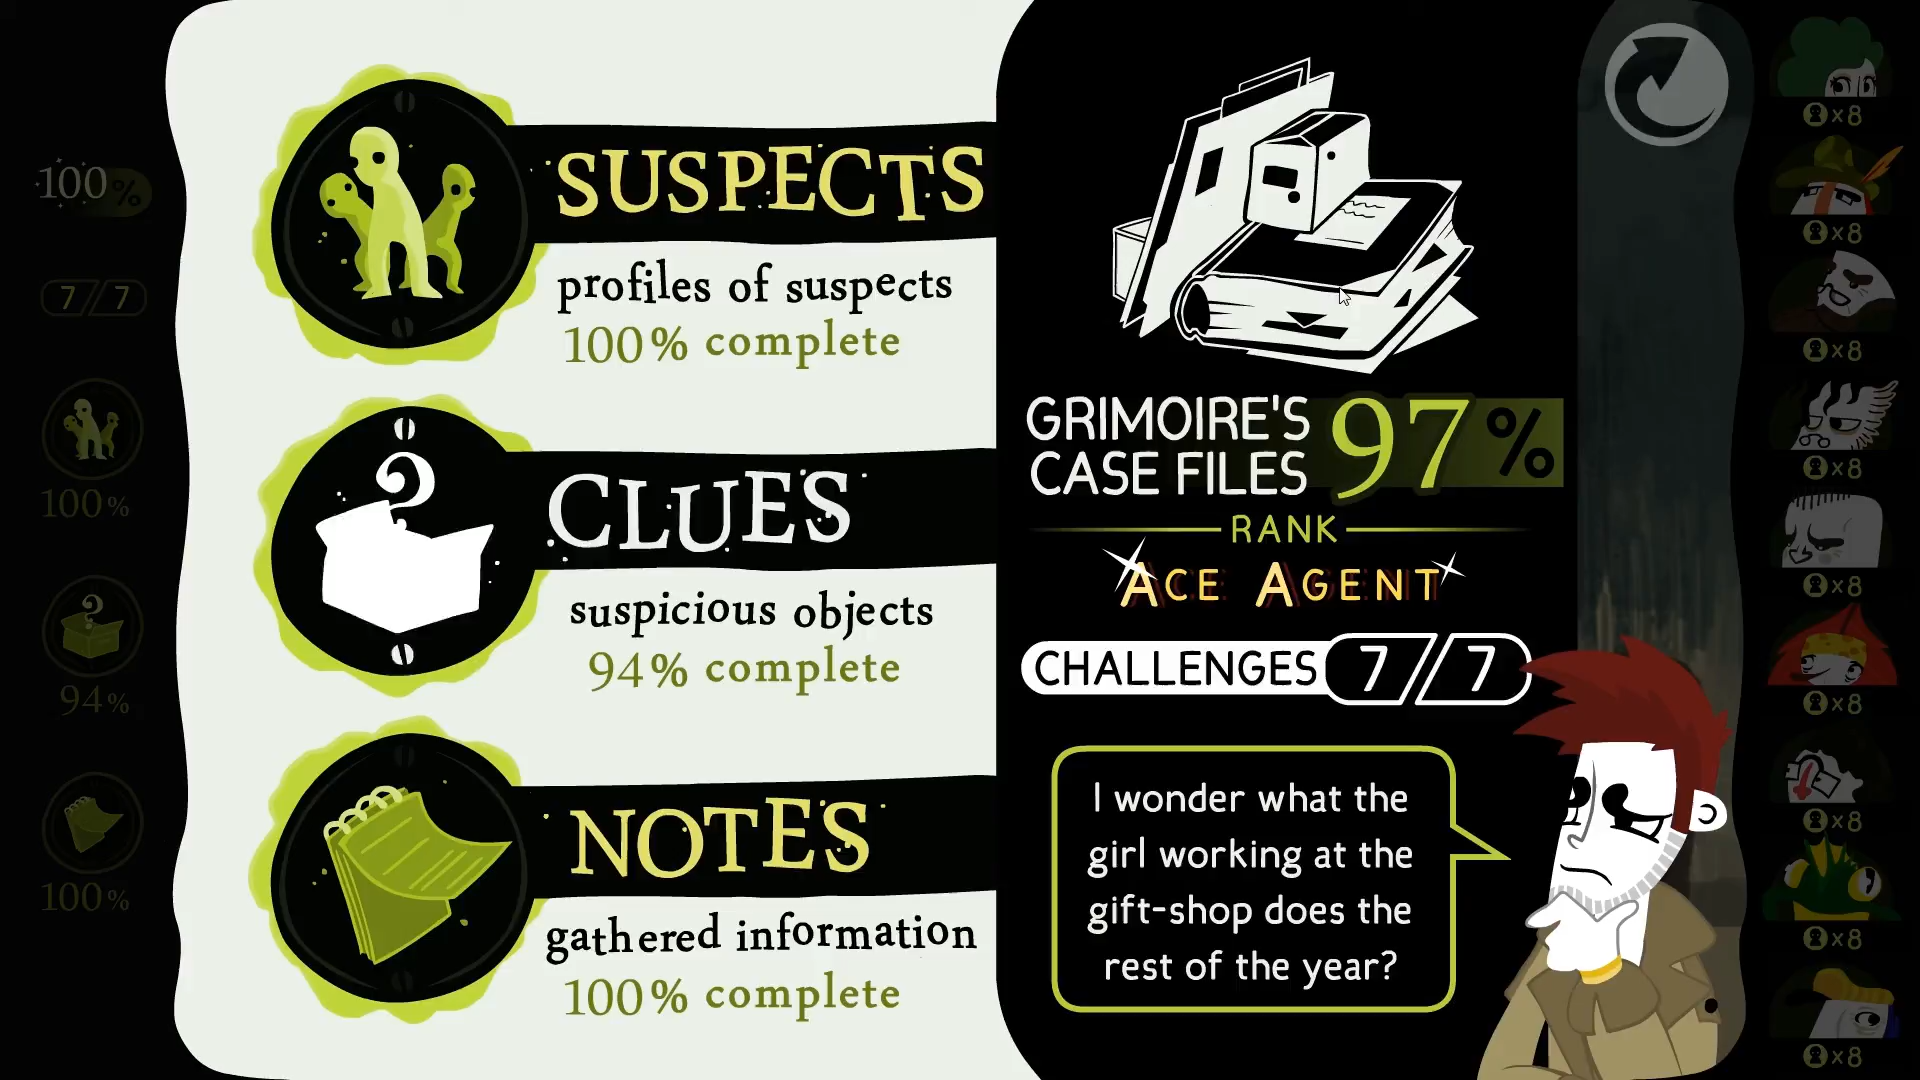 100%
7/7
100%
94%
100%
SUSPECTS
profiles of suspects
100% complete
CLUES
suspicious objects
94% complete
NOTES
gathered information
100% complete
GRIMOIRE'S
CASE FILES
97%
RANK
ACE AGENT
CHALLENGES 7/7
I wonder what the
girl working at the
gift-shop does the
rest of the year?
x8
x8
x8
x8
x8
x8
x8
x8
x8